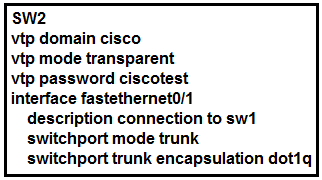 SW2
vtp domain cisco
vtp mode transparent
vtp password ciscotest
interface fastethernet0/1
description connection to sw1
switchport mode trunk
switchport trunk encapsulation dot1q